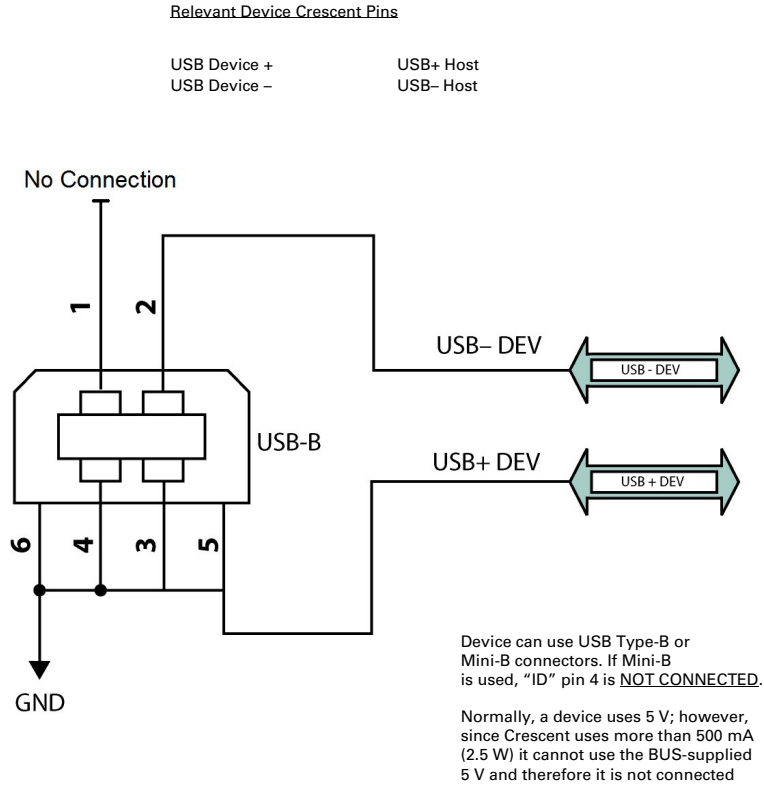 Relevant Device Crescent Pins
USB Device + USB+ Host
USB Device – USB– Host
No Connection
1
2
USB– DEV
USB - DEV
USB-B
USB+ DEV
USB + DEV
6
4
3
5
GND
Device can use USB Type-B or
Mini-B connectors. If Mini-B
is used, “ID” pin 4 is NOT CONNECTED.
Normally, a device uses 5 V; however,
since Crescent uses more than 500 mA
(2.5 W) it cannot use the BUS-supplied
5 V and therefore it is not connected